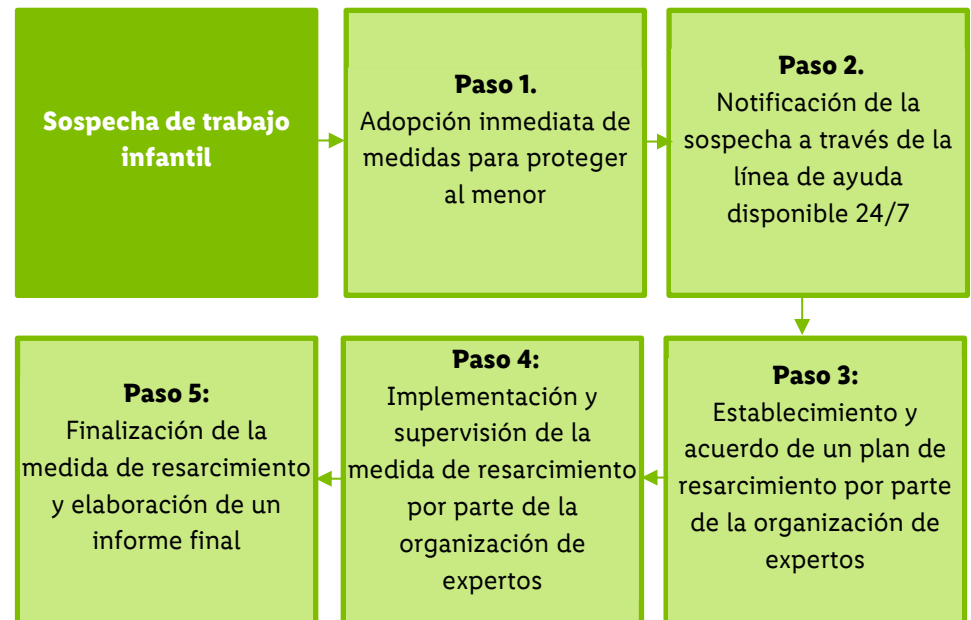 Sospecha de trabajo
infantil
Paso 1.
Adopción inmediata de
medidas para proteger
al menor
Paso 2.
Notificación de la
sospecha a través de la
línea de ayuda
disponible 24/7
Paso 3:
Establecimiento y
acuerdo de un plan de
resarcimiento por parte
de la organización de
expertos
Paso 4:
Implementación y
supervisión de la
medida de resarcimiento
por parte de la
organización de
expertos
Paso 5:
Finalización de la
medida de resarcimiento
y elaboración de un
informe final